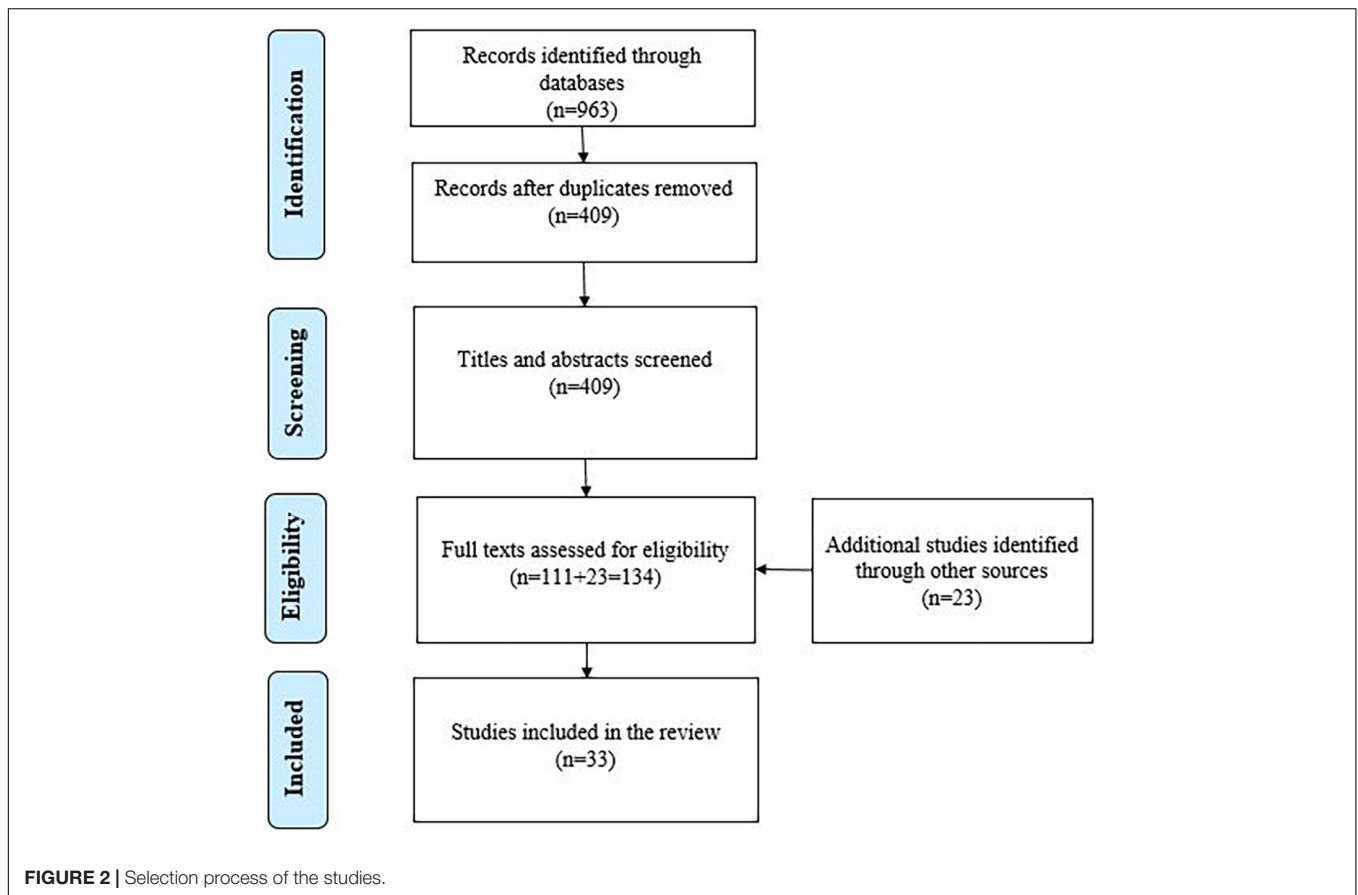 Identification
Records identified through
databases
(n=963)
Records after duplicates removed
(n=409)
Screening
Titles and abstracts screened
(n=409)
Eligibility
Full texts assessed for eligibility
(n=111+23=134)
Additional studies identified
through other sources
(n=23)
Included
Studies included in the review
(n=33)
FIGURE 2 | Selection process of the studies.